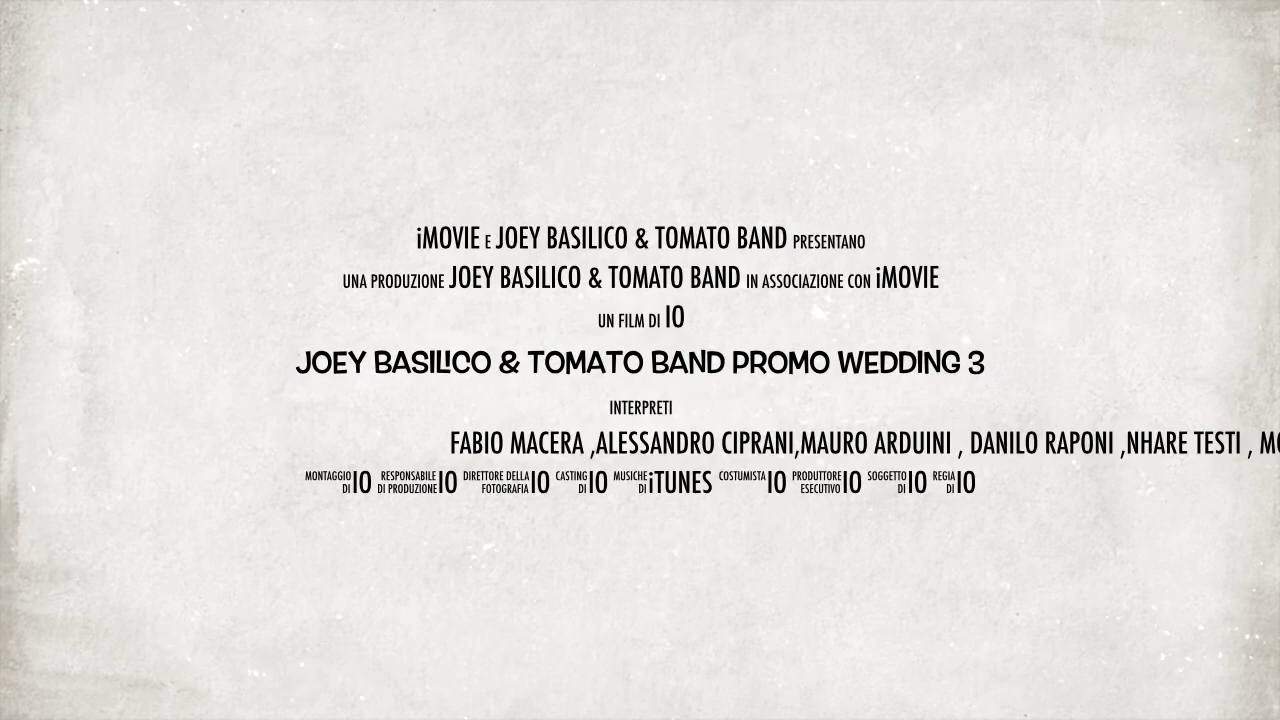 iMOVIE E JOEY BASILICO & TOMATO BAND PRESENTANO
UNA PRODUZIONE JOEY BASILICO & TOMATO BAND IN ASSOCIAZIONE CON iMOVIE
UN FILM DI IO
JOEY BASILICO & TOMATO BAND PROMO WEDDING 3
INTERPRETI
FABIO MACERA ,ALESSANDRO CIPRANI,MAURO ARDUINI , DANILO RAPONI ,NHARE TESTI ,
MONTAGGIO DI IO RESPONSABILE DI PRODUZIONE IO DIRETTORE DELLA FOTOGRAFIA IO CASTING DI IO MUSICHE DI iTUNES COSTUMISTA IO PRODUTTORE ESECUTIVO IO SOGGETTO DI IO REGIA DI IO